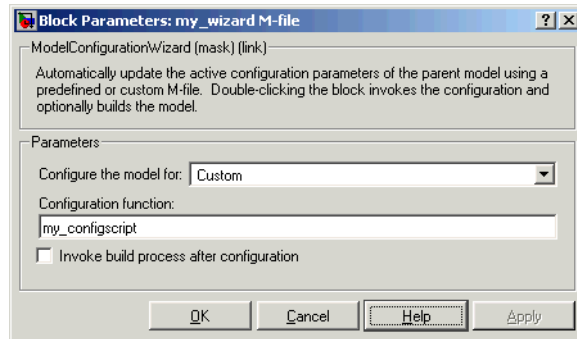 Block Parameters: my_wizard M-file
ModelConfigurationWizard (mask) (link)
Automatically update the active configuration parameters of the parent model using a
predefined or custom M-file. Double-clicking the block invokes the configuration and
optionally builds the model.
Parameters
Configure the model for: Custom
Configuration function:
my_configscript
Invoke build process after configuration
OK Cancel Help Apply